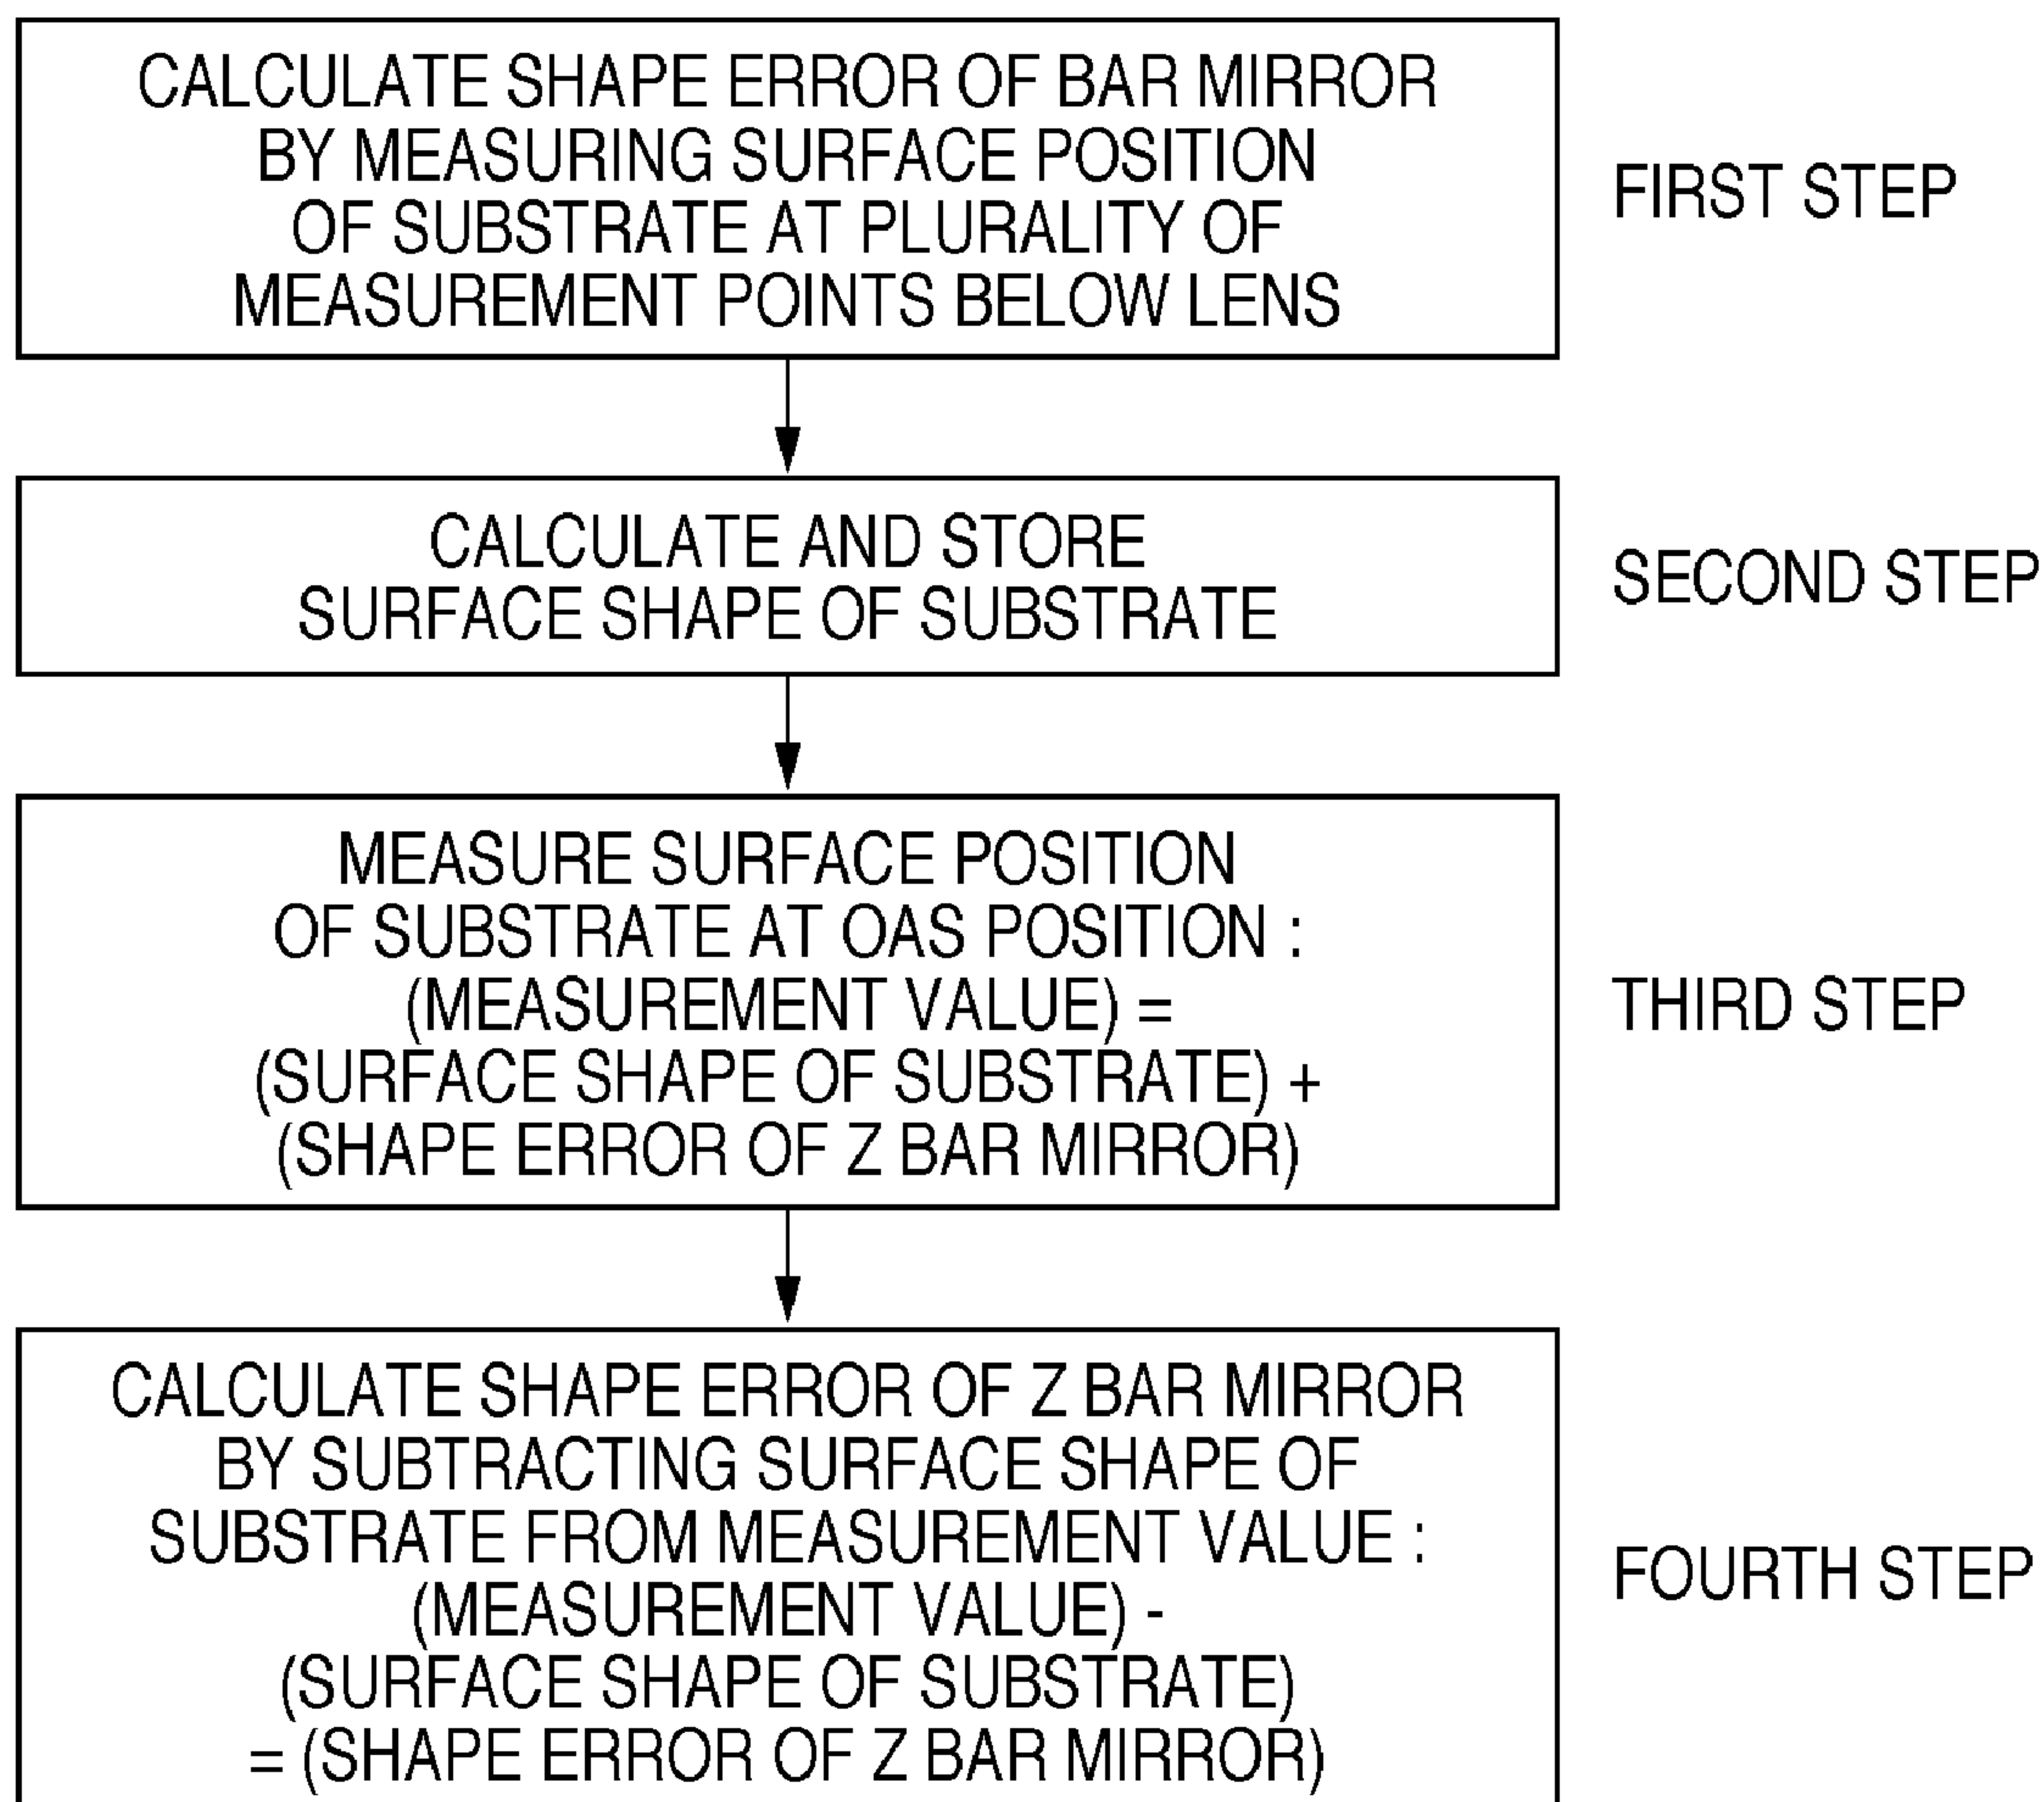 CALCULATE SHAPE ERROR OF BAR MIRROR
BY MEASURING SURFACE POSITION
OF SUBSTRATE AT PLURALITY OF
MEASUREMENT POINTS BELOW LENS
FIRST STEP
CALCULATE AND STORE
SURFACE SHAPE OF SUBSTRATE
SECOND STEP
MEASURE SURFACE POSITION
OF SUBSTRATE AT OAS POSITION :
(MEASUREMENT VALUE) =
(SURFACE SHAPE OF SUBSTRATE) +
(SHAPE ERROR OF Z BAR MIRROR)
THIRD STEP
CALCULATE SHAPE ERROR OF Z BAR MIRROR
BY SUBTRACTING SURFACE SHAPE OF
SUBSTRATE FROM MEASUREMENT VALUE :
(MEASUREMENT VALUE) -
(SURFACE SHAPE OF SUBSTRATE)
= (SHAPE ERROR OF Z BAR MIRROR)
FOURTH STEP